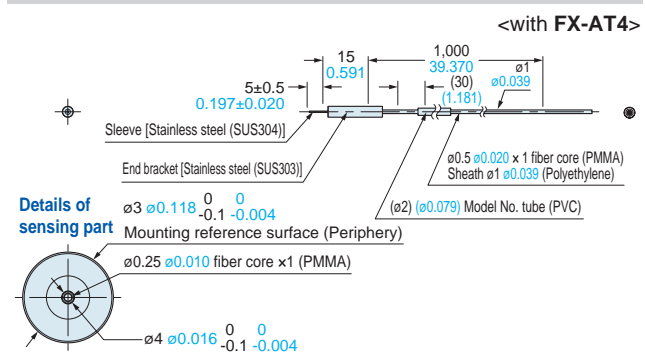 <with FX-AT4>
15
0.591
1,000
39.370
ø1
ø0.039
(30)
(1.181)
5±0.5
0.197±0.020
Sleeve [Stainless steel (SUS304)]
End bracket [Stainless steel (SUS303)]
ø0.5 ø0.020 x 1 fiber core (PMMA)
Sheath ø1 ø0.039 (Polyethylene)
(ø2) (ø0.079) Model No. tube (PVC)
Details of
sensing part
ø3 ø0.118 0 -0.1 0 -0.004
Mounting reference surface (Periphery)
ø0.25 ø0.010 fiber core x1 (PMMA)
ø4 ø0.016 0 -0.1 0 -0.004